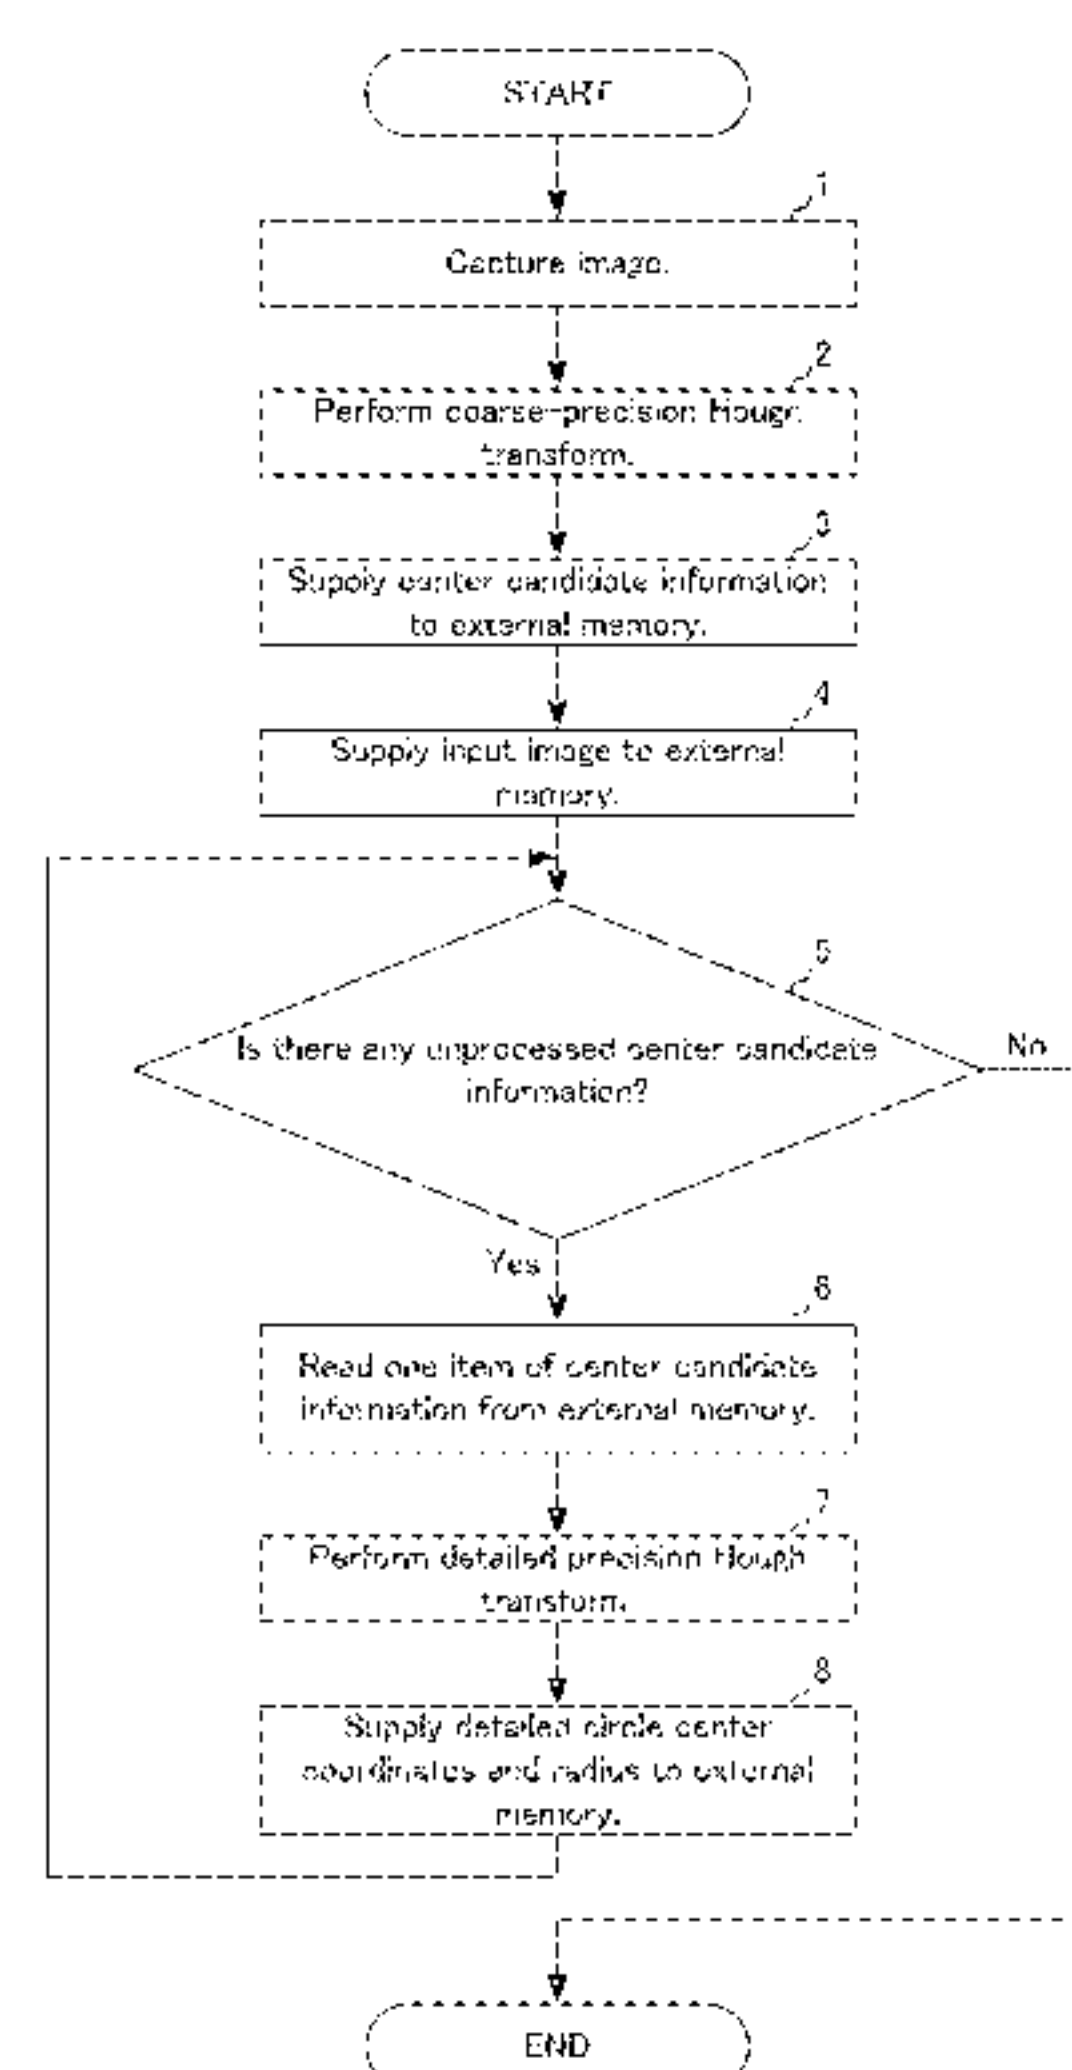 START
1
Capture image.
2
Perform coarse-precision Hough
transform.
3
Supply center candidate information
to external memory.
4
Supply input image to external
memory.
5
Is there any unprocessed center candidate
information?
No
Yes
6
Read one item of center candidate
information from external memory.
7
Perform detailed precision Hough
transform.
8
Supply detailed circle center
coordinates and radius to external
memory.
END